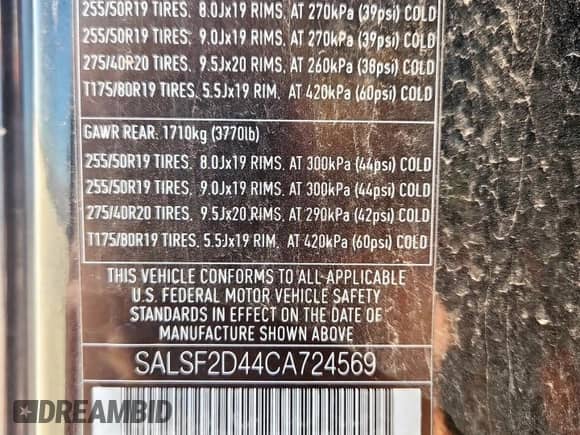 255/50R19 TIRES. 8.0Jx19 RIMS, AT 270kPa (39psi) COLD
255/50R19 TIRES, 9.0Jx19 RIMS, AT 270kPa (39psi) COLD
275/40R20 TIRES, 9.5Jx20 RIMS, AT 260kPa (38psi) COLD
T175/80R19 TIRES. 5.5Jx19 RIM, AT 420kPa (60psi) COLD
GAWR REAR: 1710kg (3770lb)
255/50R19 TIRES, 8.0Jx19 RIMS, AT 300kPa (44psi) COLD
255/50R19 TIRES, 9.0Jx19 RIMS, AT 300kPa (44psi) COLD
275/40R20 TIRES, 9.5Jx20 RIMS, AT 290kPa (42psi) COLD
T175/80R19 TIRES, 5.5Jx19 RIM, AT 420kPa (60psi) COLD
THIS VEHICLE CONFORMS TO ALL APPLICABLE
U.S. FEDERAL MOTOR VEHICLE SAFETY
STANDARDS IN EFFECT ON THE DATE OF
MANUFACTURE SHOWN ABOVE
SALSF2D44CA724569
DREAMBID